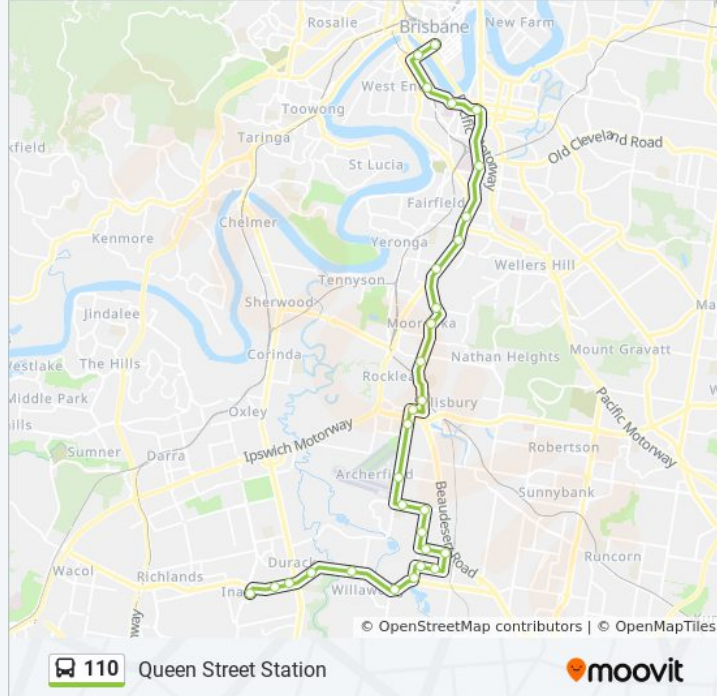 Rosalie
Brisbane
New Farm
West End
Toowong
Taringa
Old Cleveland Road
St Lucia
Pacific Motorway
Fairfield
Chelmer
Kenmore
Yeronga
Wellers Hill
Tennyson
Jindalee
Sherwood
Moorooka
Nathan Heights
Mount Gravatt
Westlake
The Hills
Corinda
Rocklea
Middle Park
Oxley
Salisbury
Pacific Motorway
Ipswich Motorway
Robertson
Sumner
Darra
Archerfield
Sunnybank
Beaudesert Road
Runcorn
Wacol
Richlands
Inala
Durack
Willawong
© OpenStreetMap contributors | © OpenMapTiles
110 Queen Street Station
moovit